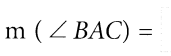 m ( ∠ BAC) =